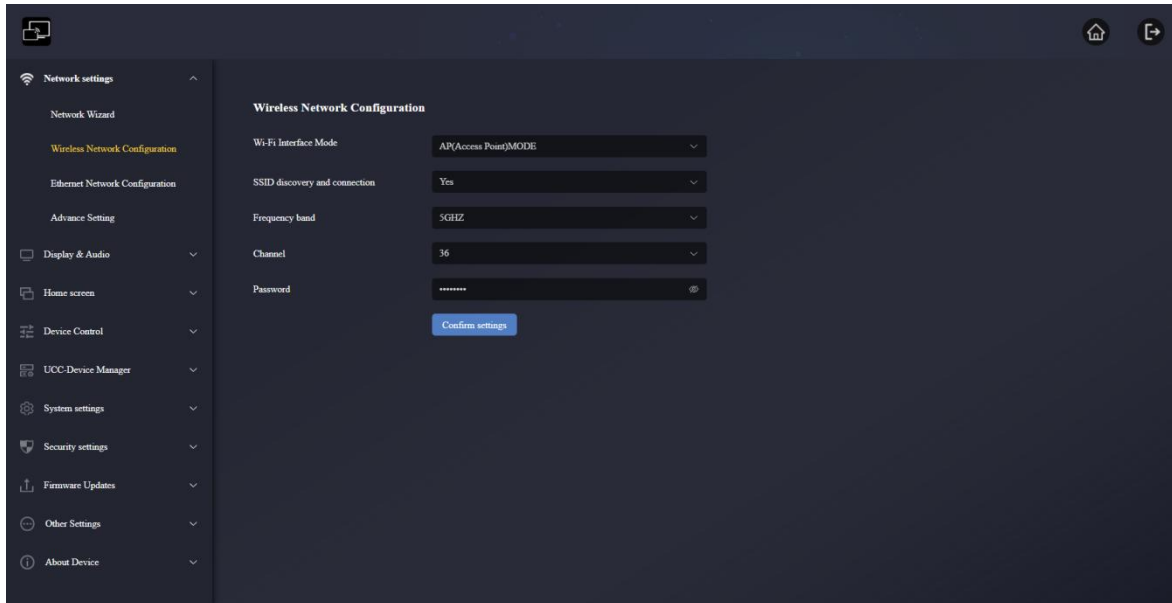 Network settings
Network Wizard
Wireless Network Configuration
Ethernet Network Configuration
Advance Setting
Display & Audio
Home screen
Device Control
UCC-Device Manager
System settings
Security settings
Firmware Updates
Other Settings
About Device
Wireless Network Configuration
Wi-Fi Interface Mode AP(Access Point)MODE
SSID discovery and connection Yes
Frequency band 5GHZ
Channel 36
Password ••••••••
Confirm settings